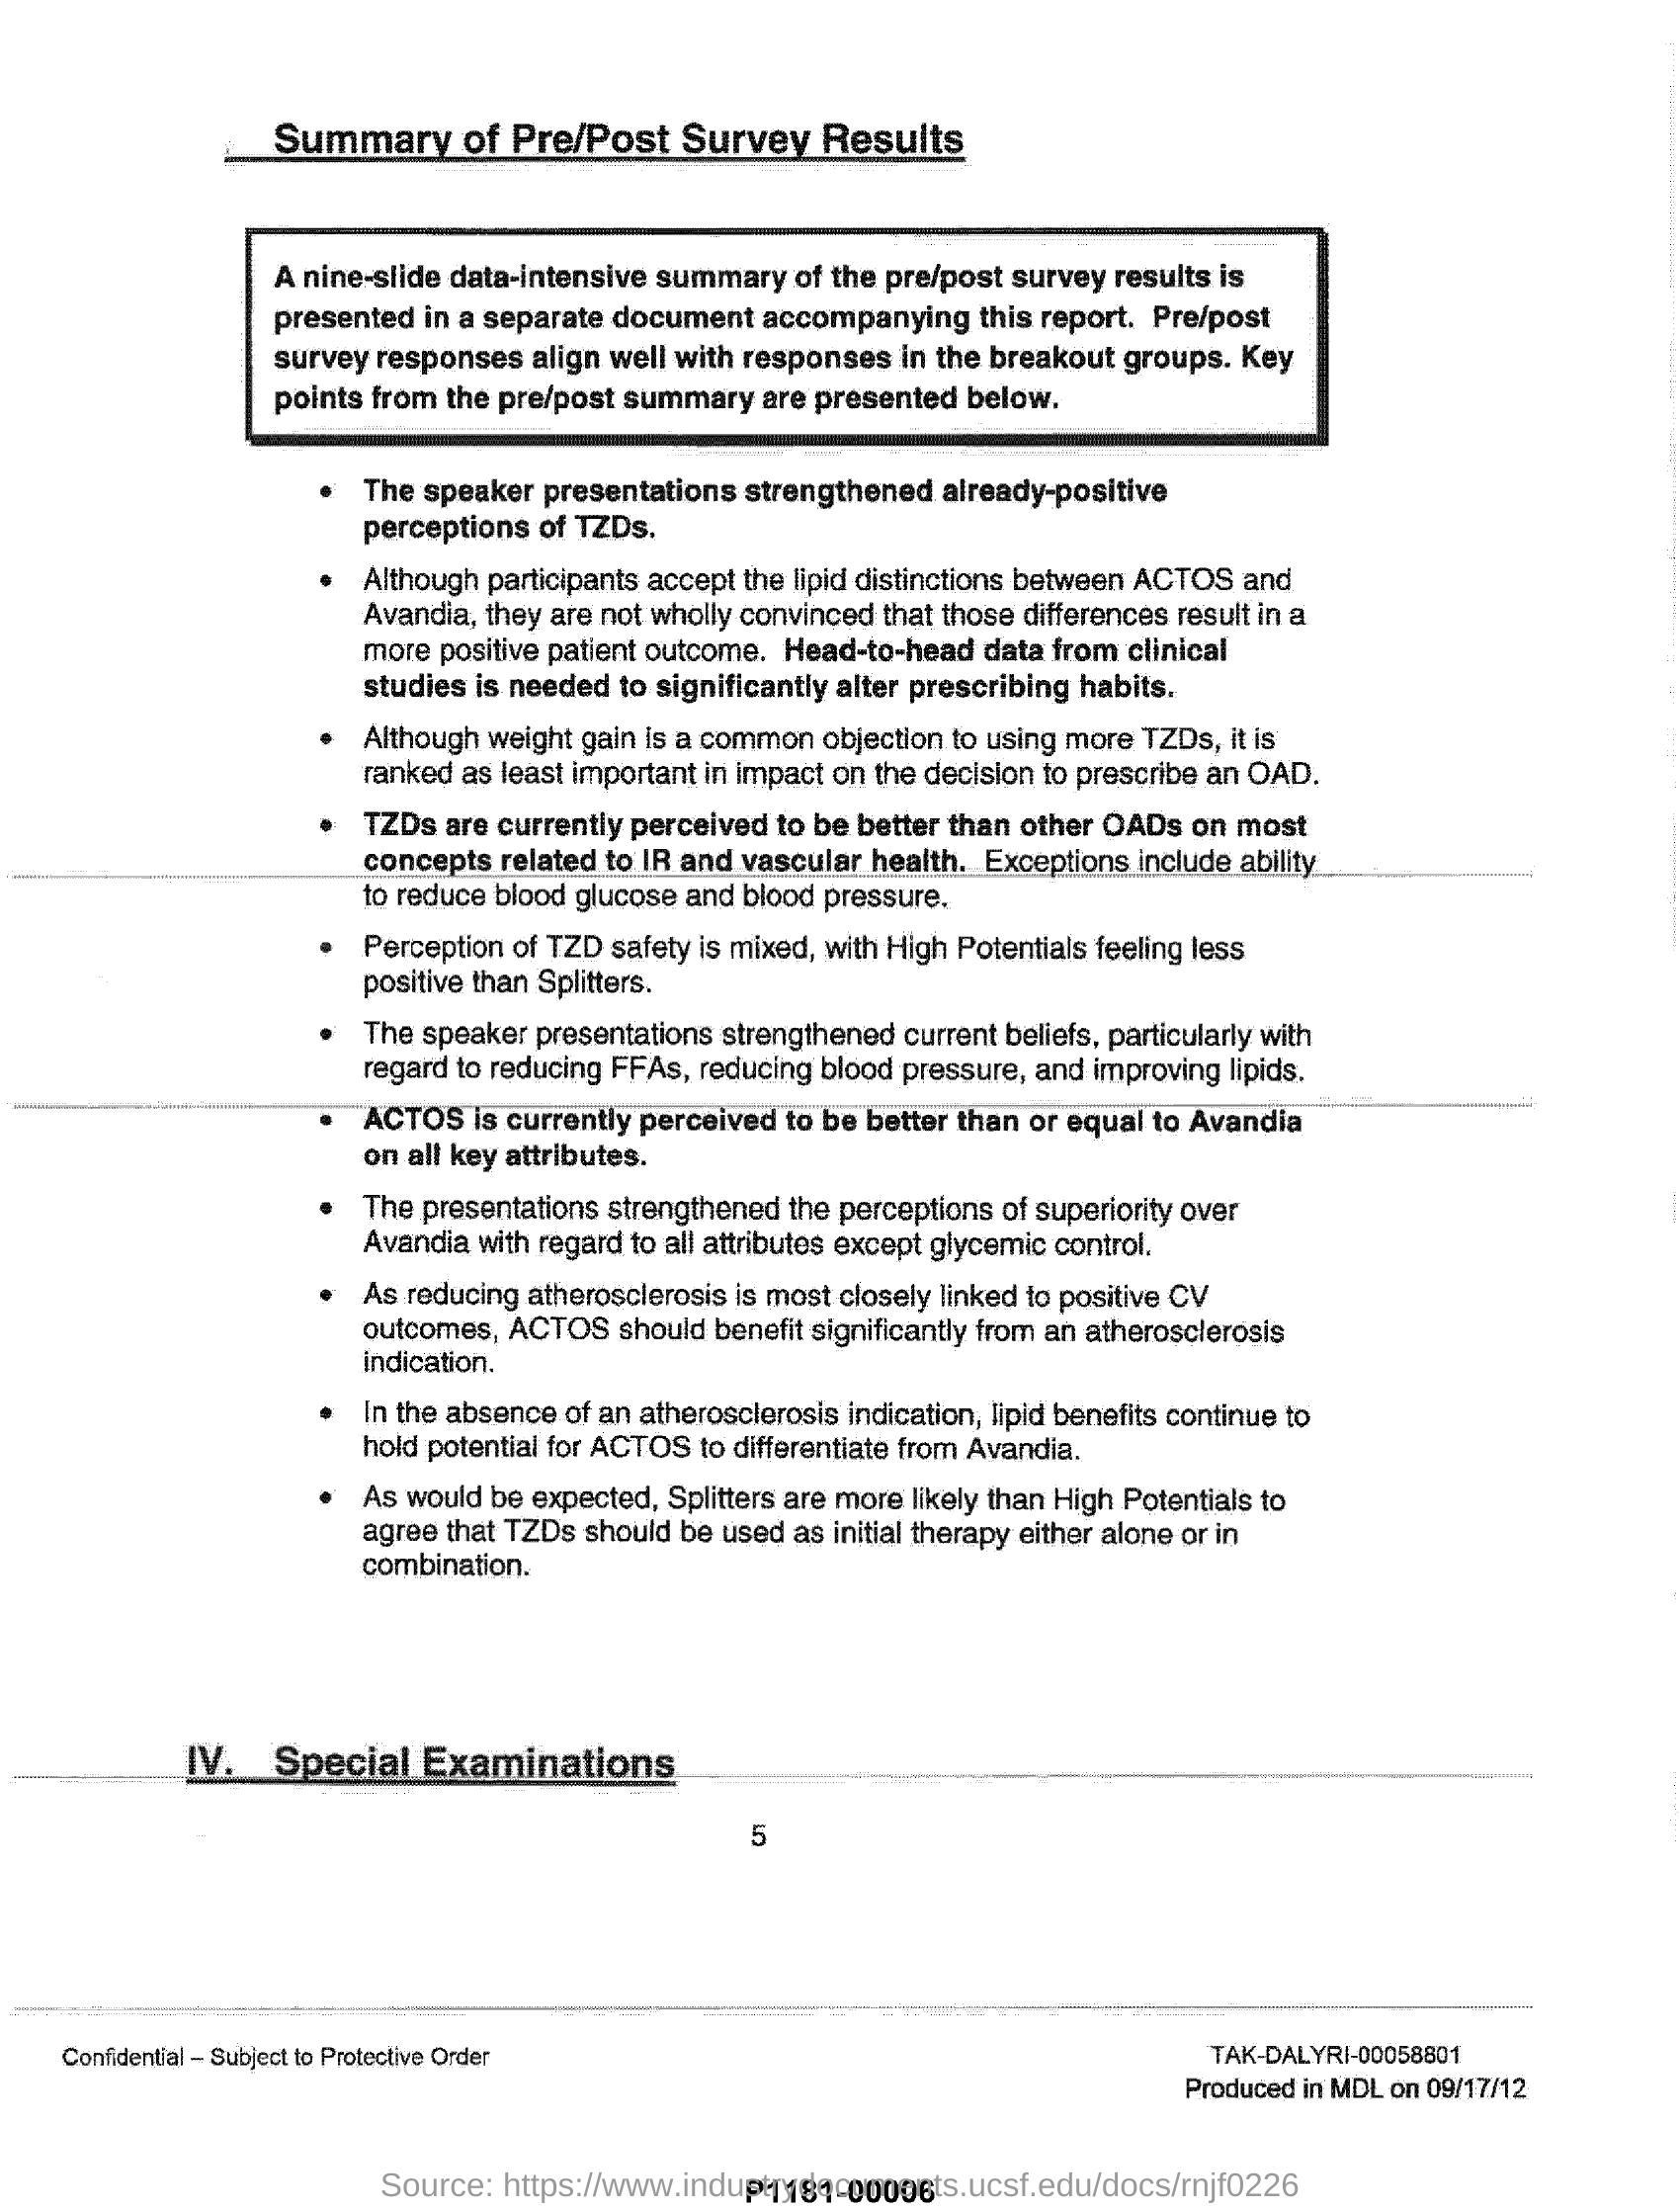 Summary of Pre/Post Survey Results
A nine-slide data-intensive summary of the pre/post survey results is
presented in a separate document accompanying this report. Pre/post
survey responses align well with responses in the breakout groups. Key
points from the pre/post summary are presented below.
• The speaker presentations strengthened already-positive
perceptions of TZDs.
• Although participants accept the lipid distinctions between ACTOS and
Avandia, they are not wholly convinced that those differences result in a
more positive patient outcome. Head-to-head data from clinical
studies is needed to significantly alter prescribing habits.
• Although weight gain is a common objection to using more TZDs, it is
ranked as least important in impact on the decision to prescribe an OAD.
• TZDs are currently perceived to be better than other OADs on most
concepts related to IR and vascular health. Exceptions include ability
to reduce blood glucose and blood pressure.
• Perception of TZD safety is mixed, with High Potentials feeling less
positive than Splitters.
• The speaker presentations strengthened current beliefs, particularly with
regard to reducing FFAs, reducing blood pressure, and improving lipids.
• ACTOS is currently perceived to be better than or equal to Avandia
on all key attributes.
• The presentations strengthened the perceptions of superiority over
Avandia with regard to all attributes except glycemic control.
• As reducing atherosclerosis is most closely linked to positive CV
outcomes, ACTOS should benefit significantly from an atherosclerosis
indication.
• In the absence of an atherosclerosis indication, lipid benefits continue to
hold potential for ACTOS to differentiate from Avandia.
• As would be expected, Splitters are more likely than High Potentials to
agree that TZDs should be used as initial therapy either alone or in
combination.
IV. Special Examinations
5
Confidential – Subject to Protective Order
TAK-DALYRI-00058801
Produced in MDL on 09/17/12
Source: https://www.industrydocuments.ucsf.edu/docs/rnjf0226
P1181-00006